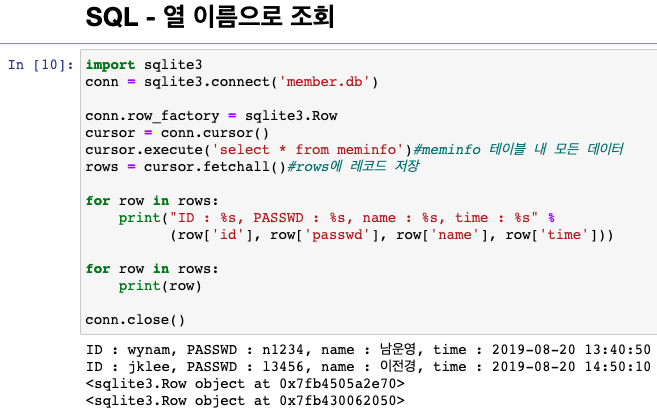 SQL - 열 이름으로 조회
In [10]: import sqlite3
conn = sqlite3.connect('member.db')
conn.row_factory = sqlite3.Row
cursor = conn.cursor()
cursor.execute('select * from meminfo')#meminfo 테이블 내 모든 데이터
rows = cursor.fetchall()#rows에 레코드 저장
for row in rows:
    print("ID : %s, PASSWD : %s, name : %s, time : %s" %
          (row['id'], row['passwd'], row['name'], row['time']))
for row in rows:
    print(row)
conn.close()
ID : wynam, PASSWD : n1234, name : 남운영, time : 2019-08-20 13:40:50
ID : jklee, PASSWD : l3456, name : 이전경, time : 2019-08-20 14:50:10
<sqlite3.Row object at 0x7fb4505a2e70>
<sqlite3.Row object at 0x7fb430062050>